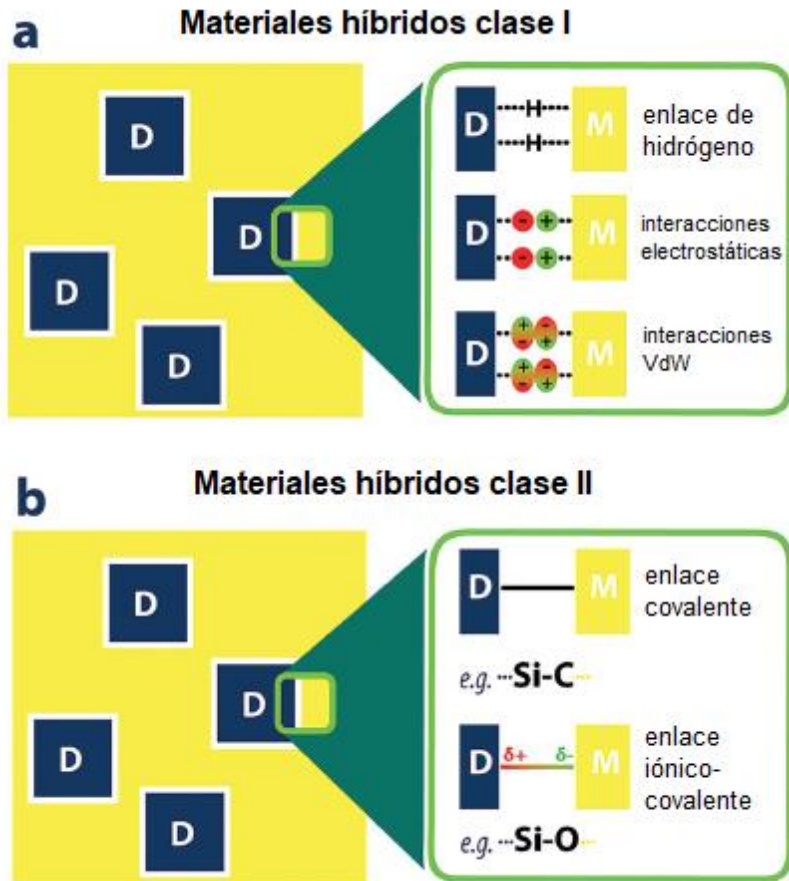 a
Materiales híbridos clase I
D
D
D
D
D ----H---- M
----H----
enlace de
hidrógeno
D - + M
- +
interacciones
electrostáticas
D + - M
- +
+ -
- +
interacciones
VdW
b
Materiales híbridos clase II
D
D
D
D
D M
enlace
covalente
e.g. ···Si-C···
D δ+ δ- M
enlace
iónico-
covalente
e.g. ···Si-O···